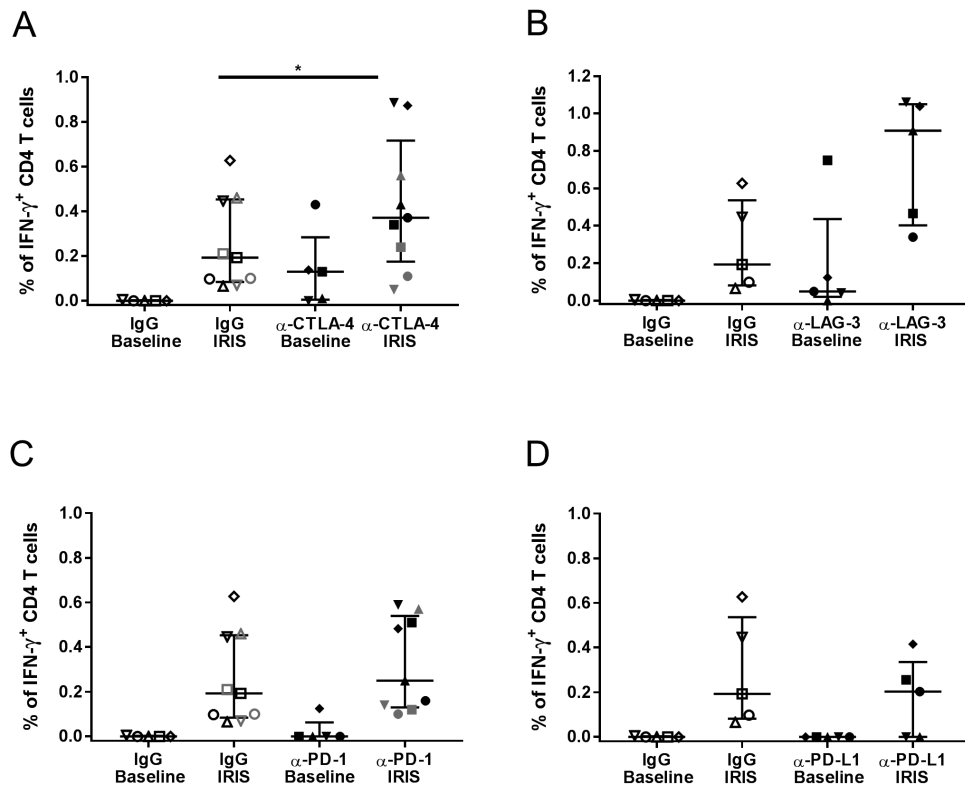 A
% of IFN-γ+ CD4 T cells
*
1.0
0.8
0.6
0.4
0.2
0.0
IgG Baseline
IgG IRIS
α-CTLA-4 Baseline
α-CTLA-4 IRIS
B
% of IFN-γ+ CD4 T cells
1.2
1.0
0.8
0.6
0.4
0.2
0.0
IgG Baseline
IgG IRIS
α-LAG-3 Baseline
α-LAG-3 IRIS
C
% of IFN-γ+ CD4 T cells
1.0
0.8
0.6
0.4
0.2
0.0
IgG Baseline
IgG IRIS
α-PD-1 Baseline
α-PD-1 IRIS
D
% of IFN-γ+ CD4 T cells
1.0
0.8
0.6
0.4
0.2
0.0
IgG Baseline
IgG IRIS
α-PD-L1 Baseline
α-PD-L1 IRIS